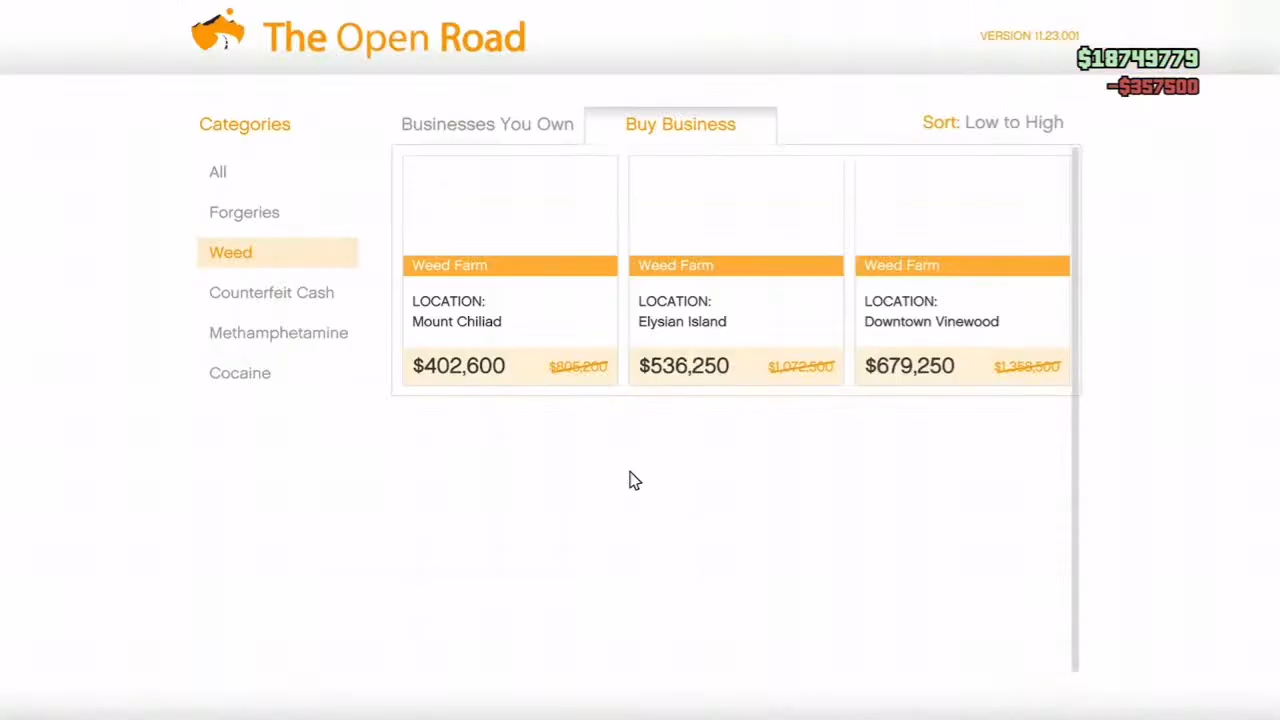 The Open Road
VERSION 11.23.001
$18749779
-$357500
Categories
Businesses You Own
Buy Business
Sort: Low to High
All
Forgeries
Weed
Counterfeit Cash
Methamphetamine
Cocaine
Weed Farm
LOCATION:
Mount Chiliad
$402,600 $805,200
Weed Farm
LOCATION:
Elysian Island
$536,250 $1,072,500
Weed Farm
LOCATION:
Downtown Vinewood
$679,250 $1,358,500